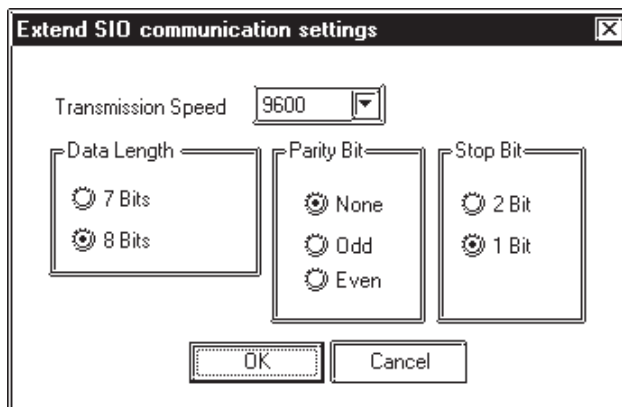 Extend SIO communication settings
Transmission Speed 9600
Data Length
7 Bits
8 Bits
Parity Bit
None
Odd
Even
Stop Bit
2 Bit
1 Bit
OK Cancel